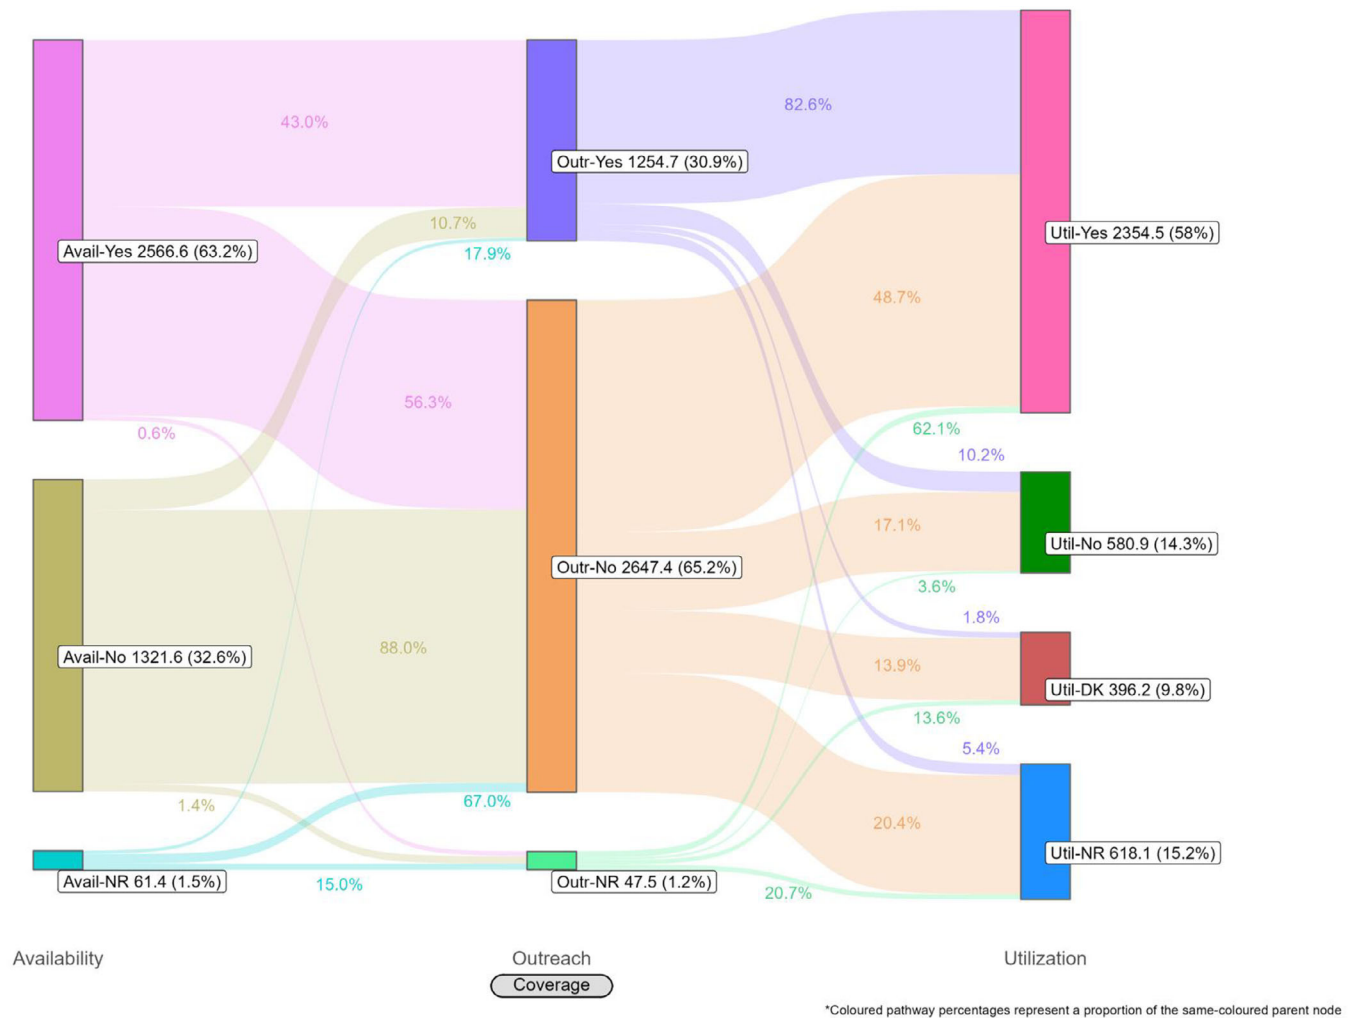 43.0%
82.6%
Outr-Yes 1254.7 (30.9%)
10.7%
17.9%
Avail-Yes 2566.6 (63.2%)
Util-Yes 2354.5 (58%)
48.7%
56.3%
0.6%
62.1%
10.2%
17.1%
Util-No 580.9 (14.3%)
Outr-No 2647.4 (65.2%)
3.6%
1.8%
88.0%
Avail-No 1321.6 (32.6%)
13.9%
Util-DK 396.2 (9.8%)
13.6%
5.4%
1.4%
67.0%
20.4%
Util-NR 618.1 (15.2%)
Avail-NR 61.4 (1.5%)
15.0%
Outr-NR 47.5 (1.2%)
20.7%
Availability
Outreach
Utilization
Coverage
*Coloured pathway percentages represent a proportion of the same-coloured parent node